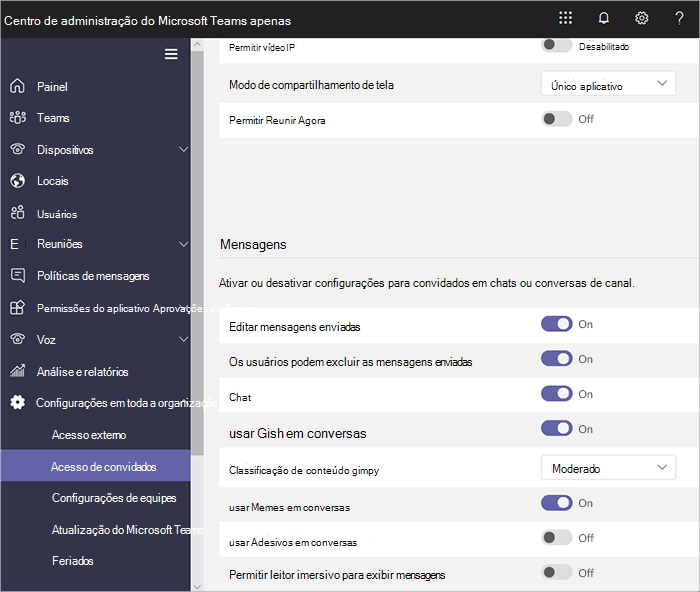 Centro de administração do Microsoft Teams apenas
?
Painel
Teams
Dispositivos
Locais
Usuários
E
Reuniões
Políticas de mensagens
Permissões do aplicativo Aprovações do Teams
Voz
Análise e relatórios
Configurações em toda a organização
Acesso externo
Acesso de convidados
Configurações de equipes
Atualização do Microsoft Teams
Feriados
Permitir vídeo IP
Desabilitado
Modo de compartilhamento de tela
Único aplicativo
Permitir Reunir Agora
Off
Mensagens
Ativar ou desativar configurações para convidados em chats ou conversas de canal.
Editar mensagens enviadas
On
Os usuários podem excluir as mensagens enviadas
On
Chat
On
usar Gish em conversas
On
Classificação de conteúdo gimpy
Moderado
usar Memes em conversas
On
usar Adesivos em conversas
Off
Permitir leitor imersivo para exibir mensagens
Off